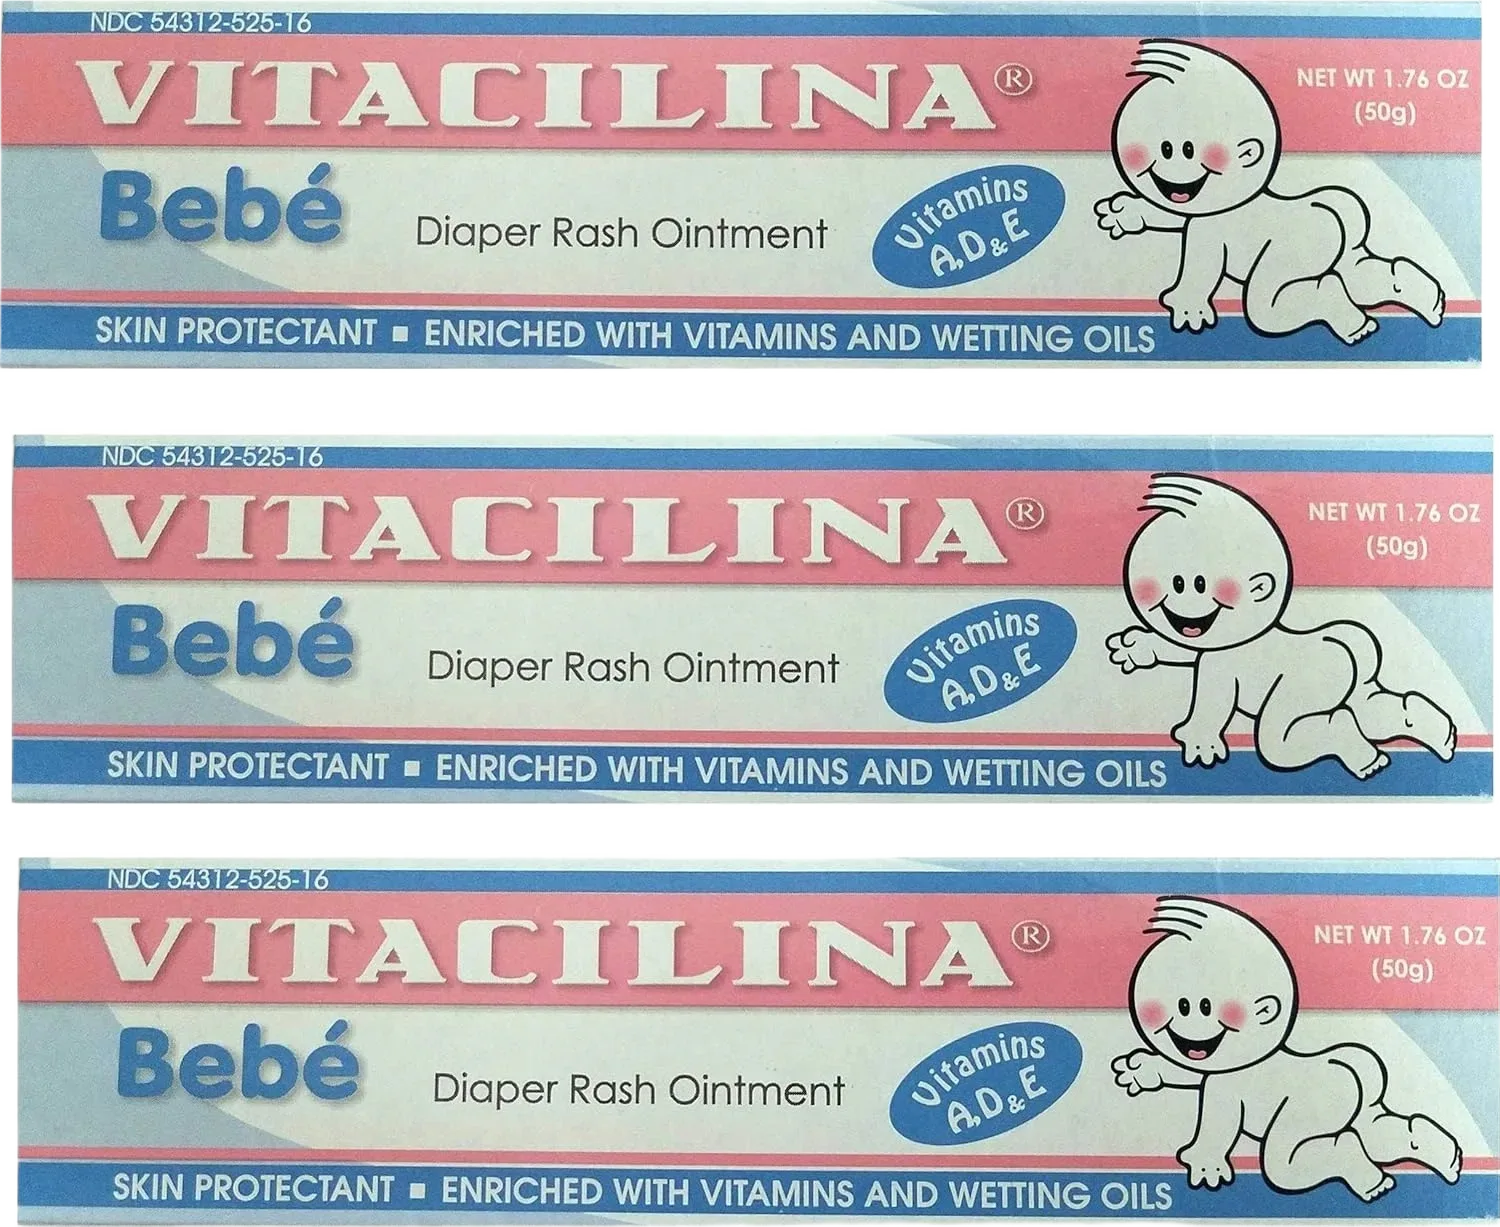 NDC 54312-525-16
VITACILINA®
NET WT 1.76 OZ
(50g)
Bebé
Diaper Rash Ointment
Vitamins
A, D & E
SKIN PROTECTANT ▪ ENRICHED WITH VITAMINS AND WETTING OILS
NDC 54312-525-16
VITACILINA®
NET WT 1.76 OZ
(50g)
Bebé
Diaper Rash Ointment
Vitamins
A, D & E
SKIN PROTECTANT ▪ ENRICHED WITH VITAMINS AND WETTING OILS
NDC 54312-525-16
VITACILINA®
NET WT 1.76 OZ
(50g)
Bebé
Diaper Rash Ointment
Vitamins
A, D & E
SKIN PROTECTANT ▪ ENRICHED WITH VITAMINS AND WETTING OILS